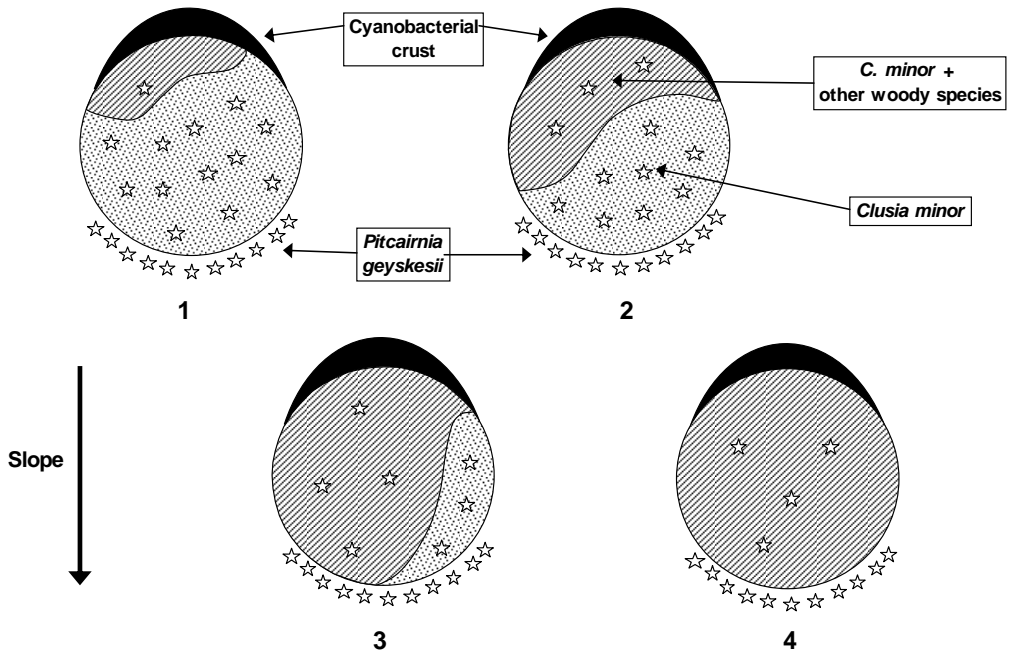 Cyanobacterial
crust
C. minor +
other woody species
Clusia minor
Pitcairnia
geyskesii
1
2
Slope
3
4